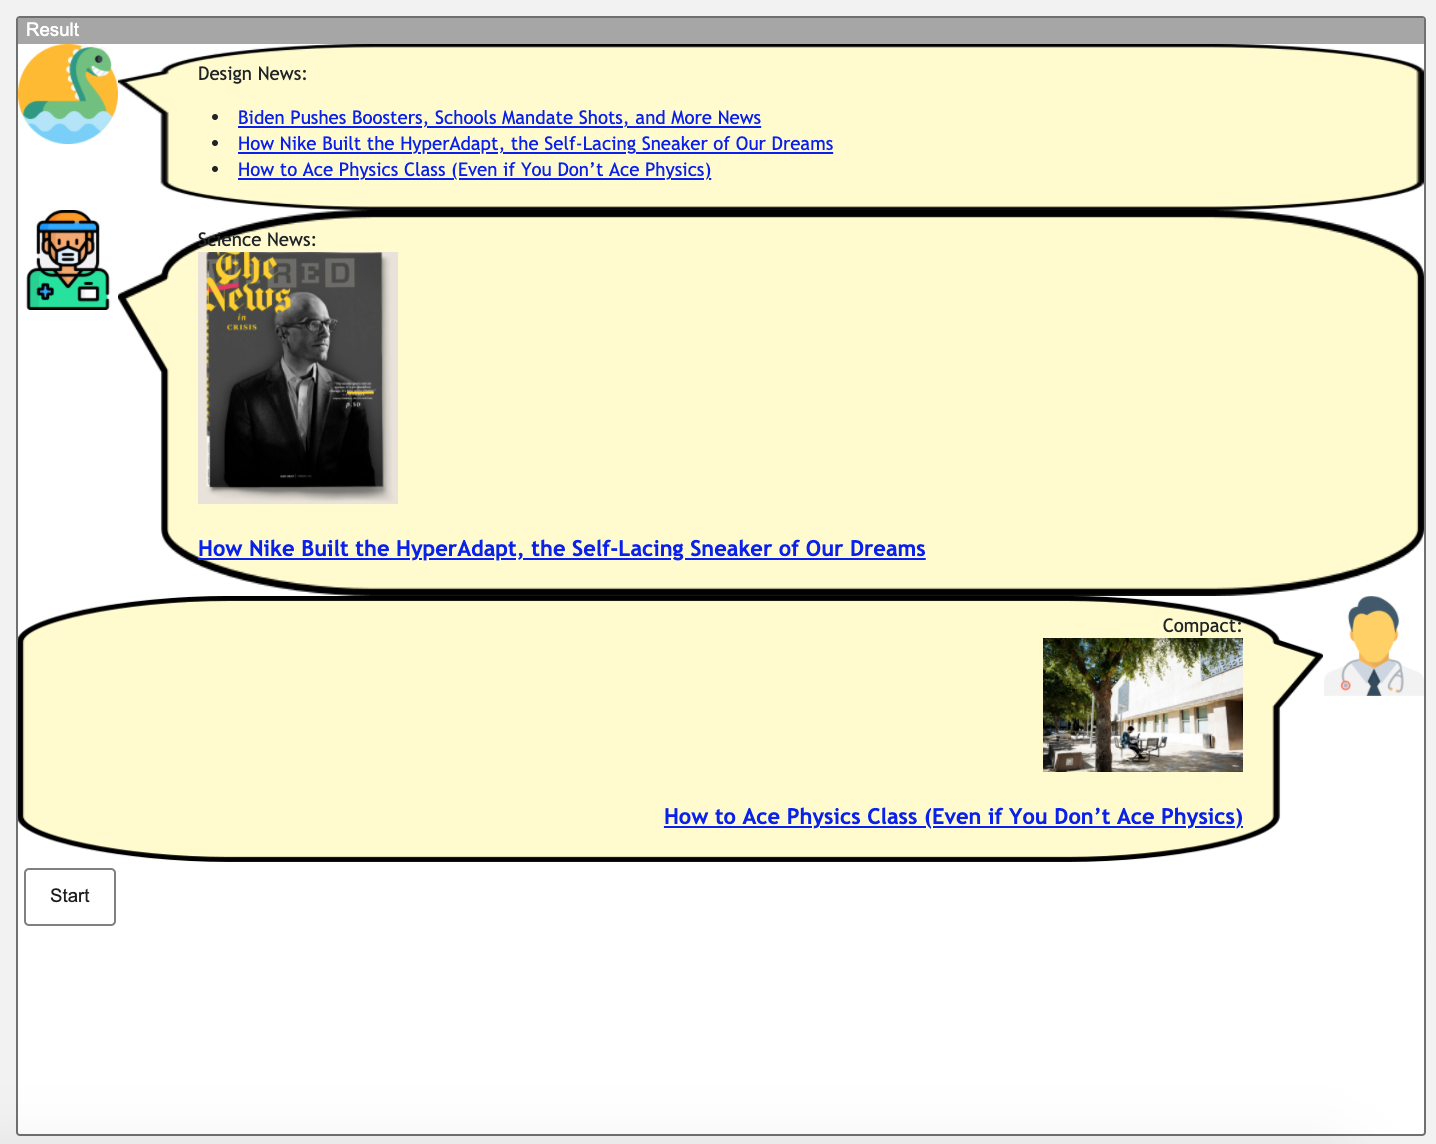 Result
Design News:
• Biden Pushes Boosters, Schools Mandate Shots, and More News
• How Nike Built the HyperAdapt, the Self-Lacing Sneaker of Our Dreams
• How to Ace Physics Class (Even if You Don’t Ace Physics)
Science News:
The
RED
News
in
CRISIS
p.50
How Nike Built the HyperAdapt, the Self-Lacing Sneaker of Our Dreams
Compact:
How to Ace Physics Class (Even if You Don’t Ace Physics)
Start